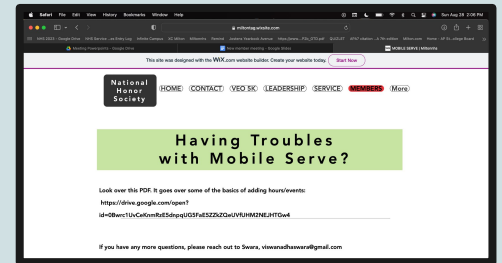 Safari File Edit View History Bookmarks Window Help
Sun Aug 28 2:08 PM
miltontag.wixsite.com
Meeting Powerpoints - Google Drive
New member meeting - Google Slides
MOBILE SERVE | MiltonHs
This site was designed with the WiX.com website builder. Create your website today. Start Now
National
Honor
Society
HOME CONTACT VEO 5K LEADERSHIP SERVICE MEMBERS More
Having Troubles
with Mobile Serve?
Look over this PDF. It goes over some of the basics of adding hours/events:
https://drive.google.com/open?
id=0Bwrc1UvCeKnmRzE5dnpqUG5FaE5ZZkZQeUVfUHM2NEJHTGw4
If you have any more questions, please reach out to Swara, viswanadhaswara@gmail.com